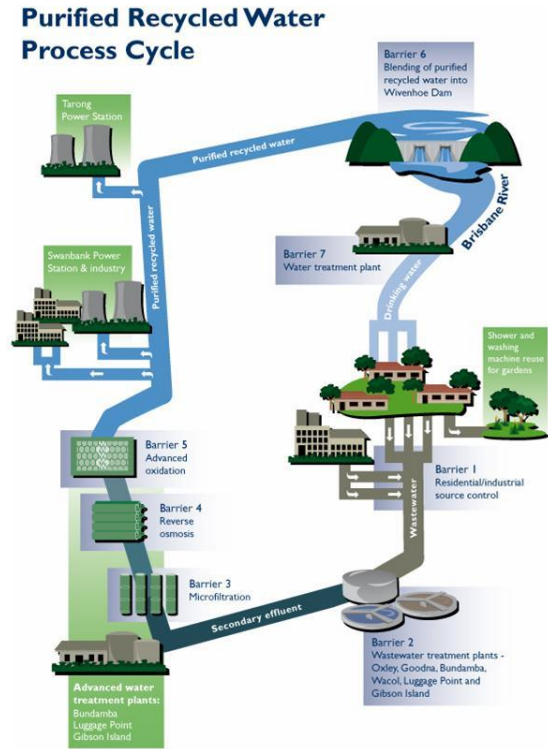 Purified Recycled Water
Process Cycle
Barrier 6
Blending of purified
recycled water into
Wivenhoe Dam
Tarong
Power Station
Purified recycled water
Brisbane River
Barrier 7
Water treatment plant
Swanbank Power
Station & industry
Purified recycled water
Drinking water
Shower and
washing
machine reuse
for gardens
Barrier 5
Advanced
oxidation
Barrier 1
Residential/industrial
source control
Barrier 4
Reverse
osmosis
Wastewater
Barrier 3
Microfiltration
Secondary effluent
Barrier 2
Wastewater treatment plants -
Oxley, Goodna, Bundamba,
Wacol, Luggage Point and
Gibson Island
Advanced water
treatment plants:
Bundamba
Luggage Point
Gibson Island